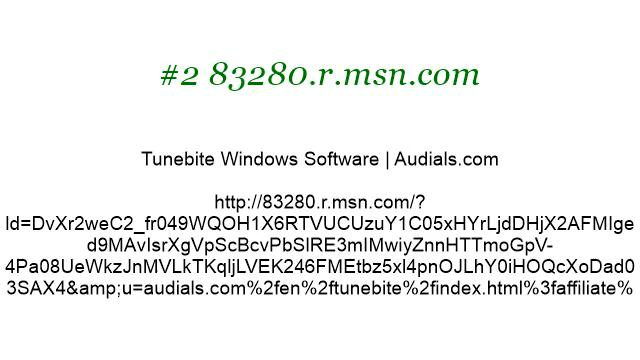 #2 83280.r.msn.com
Tunebite Windows Software | Audials.com
http://83280.r.msn.com/?
ld=DvXr2weC2_fr049WQOH1X6RTVUCUzuY1C05xHYrLjdDHjX2AFMIge
d9MAvIsrXgVpScBcvPbSlRE3mIMwiyZnnHTTmoGpV-
4Pa08UeWkzJnMVLkTKqljLVEK246FMEtbz5xl4pnOJLhY0iHOQcXoDad0
3SAX4&amp;u=audials.com%2fen%2ftunebite%2findex.html%3faffiliate%